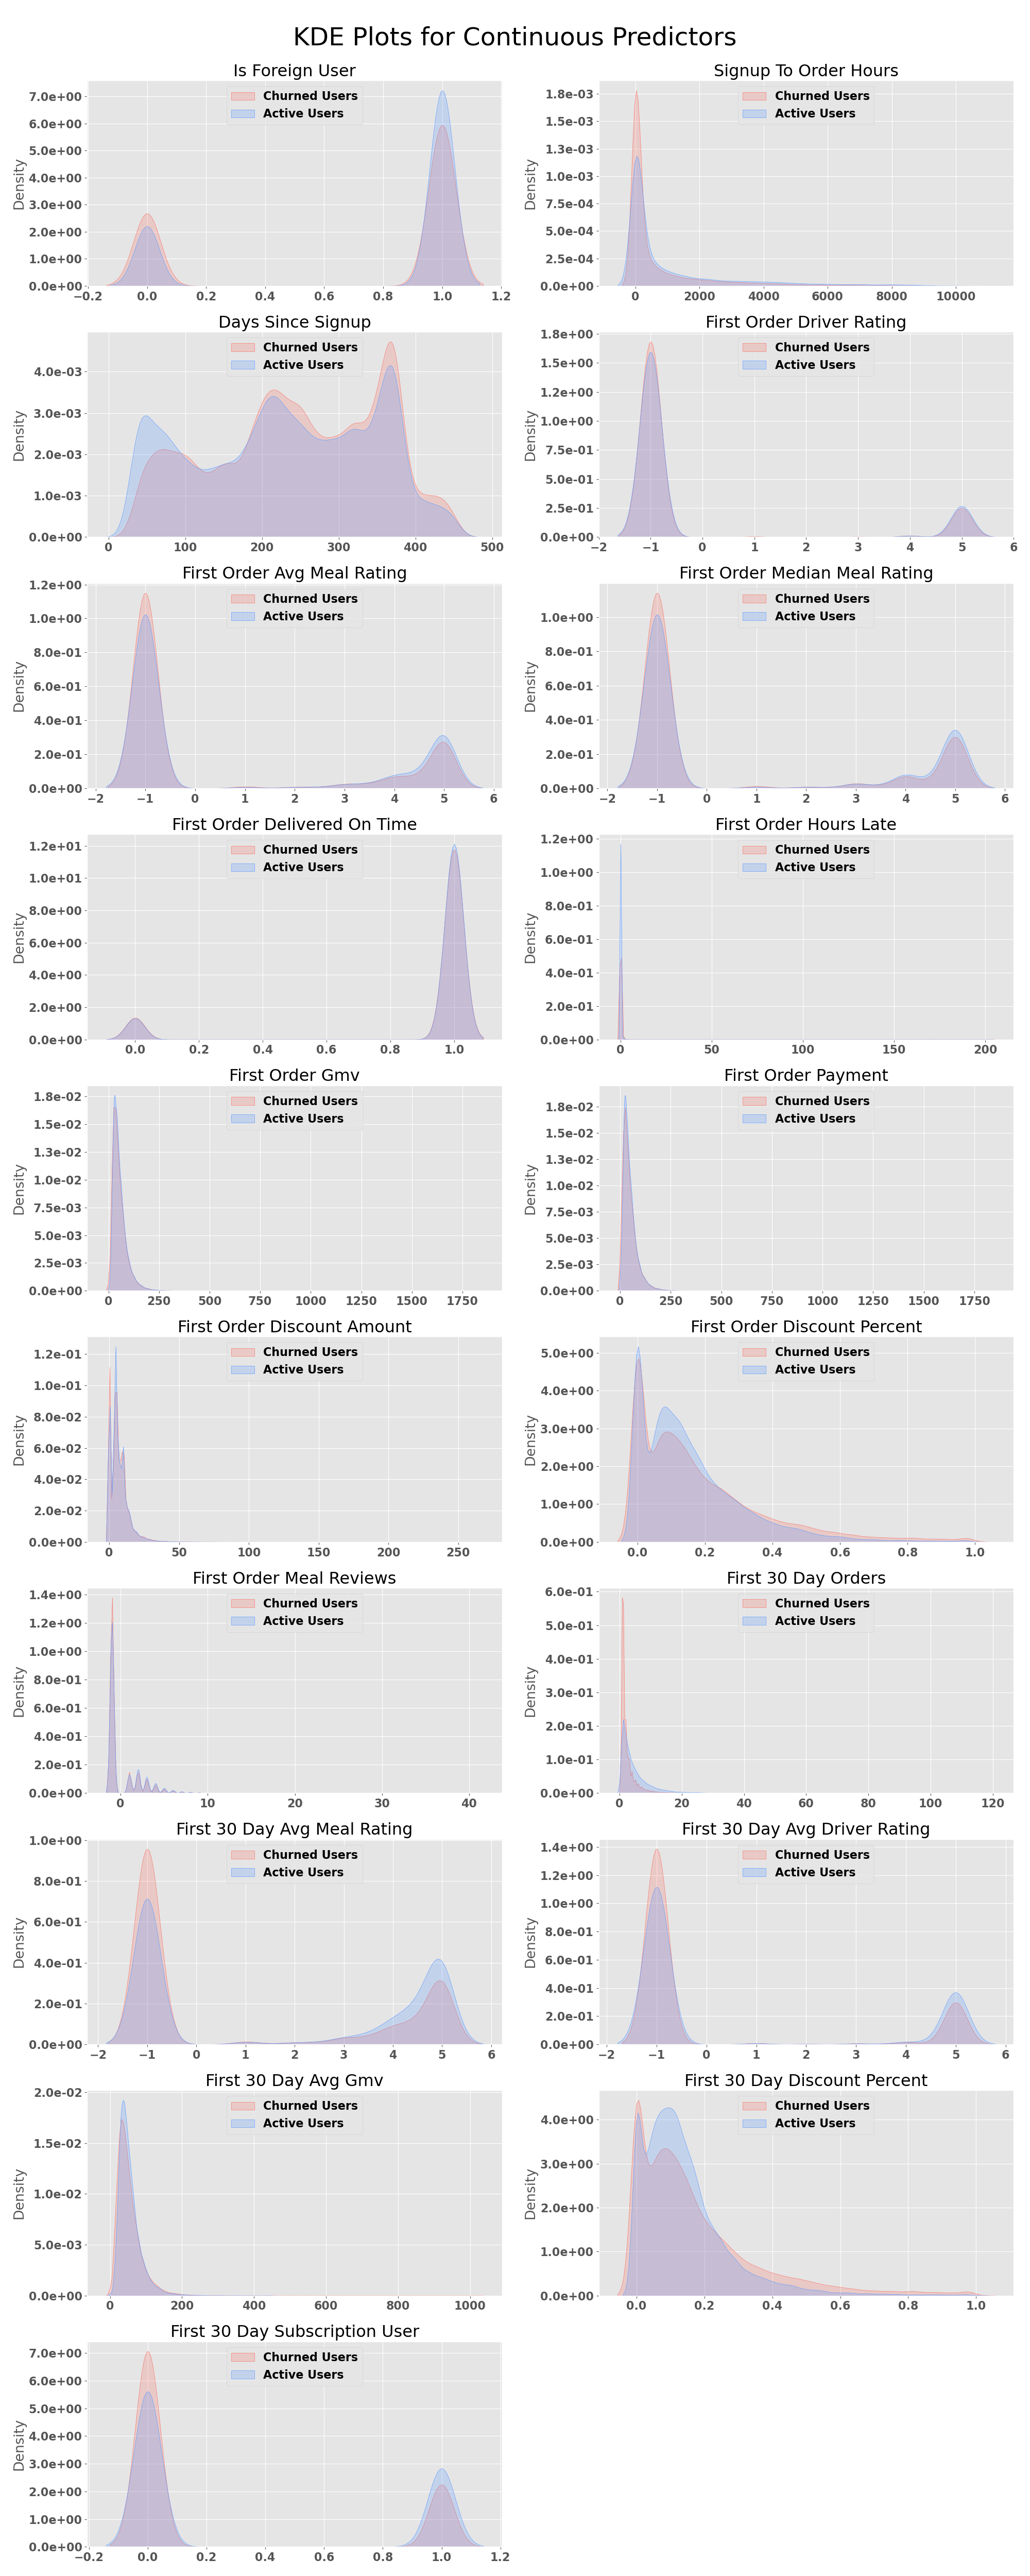 KDE Plots for Continuous Predictors
Is Foreign User
Churned Users
Active Users
Density
7.0e+00
6.0e+00
5.0e+00
4.0e+00
3.0e+00
2.0e+00
1.0e+00
0.0e+00
−0.2 0.0 0.2 0.4 0.6 0.8 1.0 1.2
Signup To Order Hours
Churned Users
Active Users
Density
1.8e-03
1.5e-03
1.3e-03
1.0e-03
7.5e-04
5.0e-04
2.5e-04
0.0e+00
0 2000 4000 6000 8000 10000
Days Since Signup
Churned Users
Active Users
Density
4.0e-03
3.0e-03
2.0e-03
1.0e-03
0.0e+00
0 100 200 300 400 500
First Order Driver Rating
Churned Users
Active Users
Density
1.8e+00
1.5e+00
1.2e+00
1.0e+00
7.5e-01
5.0e-01
2.5e-01
0.0e+00
−2 −1 0 1 2 3 4 5 6
First Order Avg Meal Rating
Churned Users
Active Users
Density
1.2e+00
1.0e+00
8.0e-01
6.0e-01
4.0e-01
2.0e-01
0.0e+00
−2 −1 0 1 2 3 4 5 6
First Order Median Meal Rating
Churned Users
Active Users
Density
1.0e+00
8.0e-01
6.0e-01
4.0e-01
2.0e-01
0.0e+00
−2 −1 0 1 2 3 4 5 6
First Order Delivered On Time
Churned Users
Active Users
Density
1.2e+01
1.0e+01
8.0e+00
6.0e+00
4.0e+00
2.0e+00
0.0e+00
0.0 0.2 0.4 0.6 0.8 1.0
First Order Hours Late
Churned Users
Active Users
Density
1.2e+00
1.0e+00
8.0e-01
6.0e-01
4.0e-01
2.0e-01
0.0e+00
0 50 100 150 200
First Order Gmv
Churned Users
Active Users
Density
1.8e-02
1.5e-02
1.3e-02
1.0e-02
7.5e-03
5.0e-03
2.5e-03
0.0e+00
0 250 500 750 1000 1250 1500 1750
First Order Payment
Churned Users
Active Users
Density
1.8e-02
1.5e-02
1.3e-02
1.0e-02
7.5e-03
5.0e-03
2.5e-03
0.0e+00
0 250 500 750 1000 1250 1500 1750
First Order Discount Amount
Churned Users
Active Users
Density
1.2e-01
1.0e-01
8.0e-02
6.0e-02
4.0e-02
2.0e-02
0.0e+00
0 50 100 150 200 250
First Order Discount Percent
Churned Users
Active Users
Density
5.0e+00
4.0e+00
3.0e+00
2.0e+00
1.0e+00
0.0e+00
0.0 0.2 0.4 0.6 0.8 1.0
First Order Meal Reviews
Churned Users
Active Users
Density
1.4e+00
1.2e+00
1.0e+00
8.0e-01
6.0e-01
4.0e-01
2.0e-01
0.0e+00
0 10 20 30 40
First 30 Day Orders
Churned Users
Active Users
Density
6.0e-01
5.0e-01
4.0e-01
3.0e-01
2.0e-01
1.0e-01
0.0e+00
0 20 40 60 80 100 120
First 30 Day Avg Meal Rating
Churned Users
Active Users
Density
1.0e+00
8.0e-01
6.0e-01
4.0e-01
2.0e-01
0.0e+00
−2 −1 0 1 2 3 4 5 6
First 30 Day Avg Driver Rating
Churned Users
Active Users
Density
1.4e+00
1.2e+00
1.0e+00
8.0e-01
6.0e-01
4.0e-01
2.0e-01
0.0e+00
−2 −1 0 1 2 3 4 5 6
First 30 Day Avg Gmv
Churned Users
Active Users
Density
2.0e-02
1.5e-02
1.0e-02
5.0e-03
0.0e+00
0 200 400 600 800 1000
First 30 Day Discount Percent
Churned Users
Active Users
Density
4.0e+00
3.0e+00
2.0e+00
1.0e+00
0.0e+00
0.0 0.2 0.4 0.6 0.8 1.0
First 30 Day Subscription User
Churned Users
Active Users
Density
7.0e+00
6.0e+00
5.0e+00
4.0e+00
3.0e+00
2.0e+00
1.0e+00
0.0e+00
−0.2 0.0 0.2 0.4 0.6 0.8 1.0 1.2